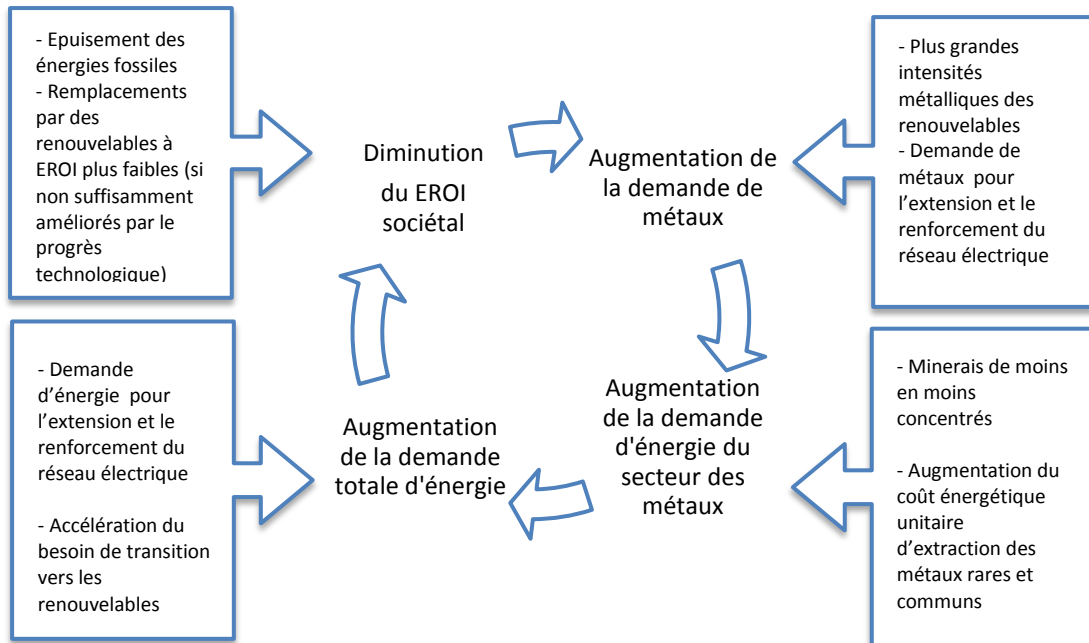 - Epuisement des
énergies fossiles
- Remplacements
par des
renouvelables à
EROI plus faibles (si
non suffisamment
améliorés par le
progrès
technologique)
Diminution
du EROI
sociétal
Augmentation de
la demande de
métaux
- Plus grandes
intensités
métalliques des
renouvelables
- Demande de
métaux pour
l’extension et le
renforcement du
réseau électrique
- Demande
d’énergie pour
l’extension et le
renforcement du
réseau électrique
- Accélération du
besoin de transition
vers les
renouvelables
Augmentation
de la demande
totale d'énergie
Augmentation
de la demande
d'énergie du
secteur des
métaux
- Minerais de moins
en moins
concentrés
- Augmentation du
coût énergétique
unitaire
d’extraction des
métaux rares et
communs